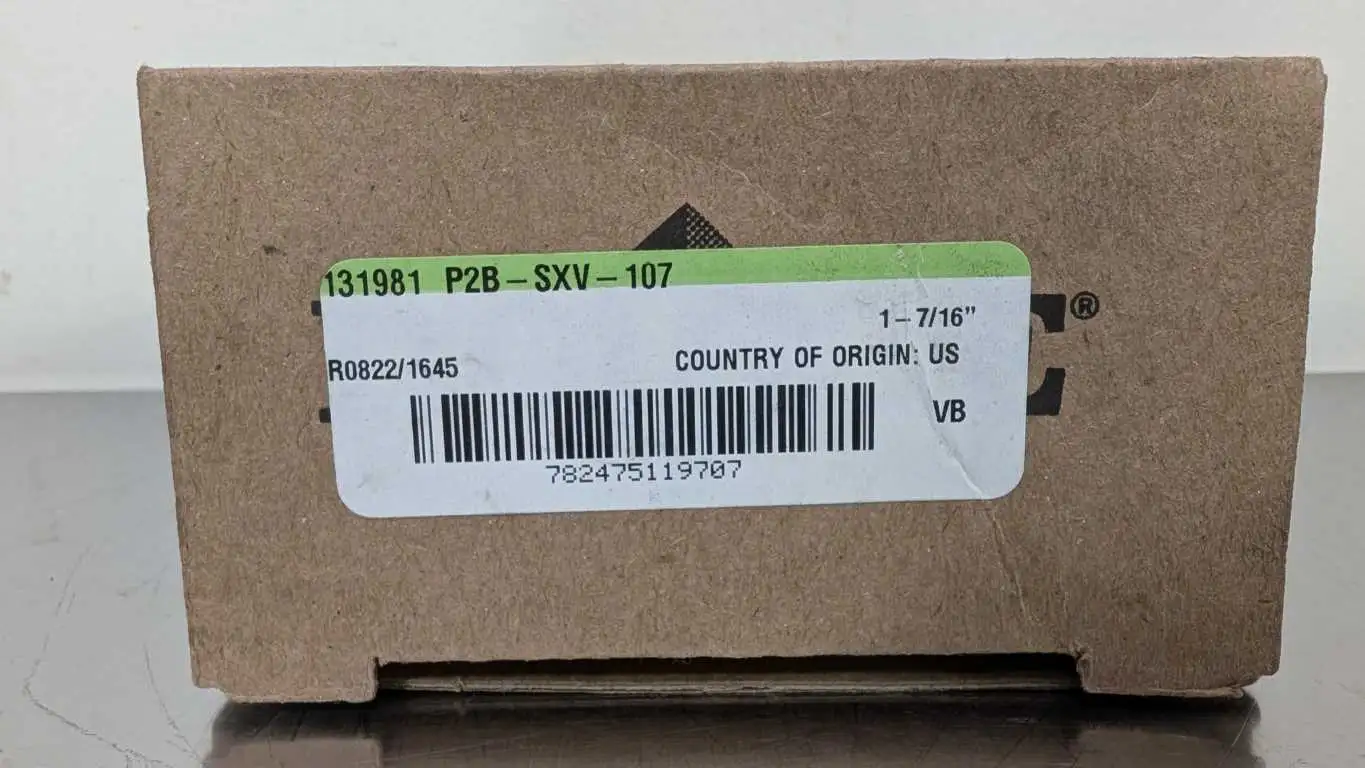 131981 P2B-SXV-107
1-7/16"
R0822/1645 COUNTRY OF ORIGIN: US
VB
782475119707
C®